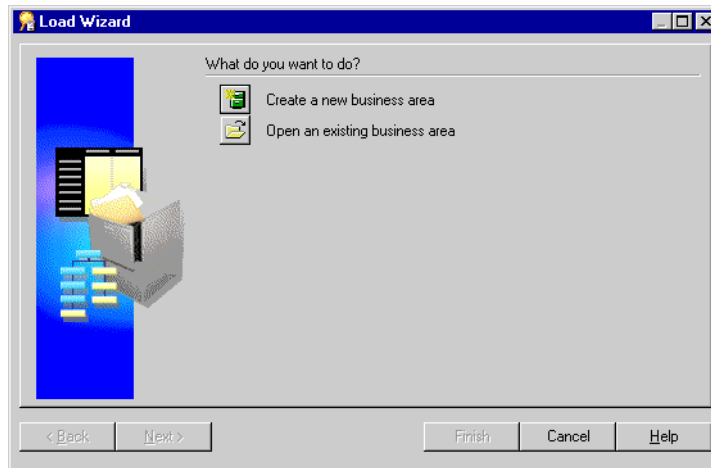 Load Wizard
What do you want to do?
Create a new business area
Open an existing business area
< Back
Next >
Finish
Cancel
Help